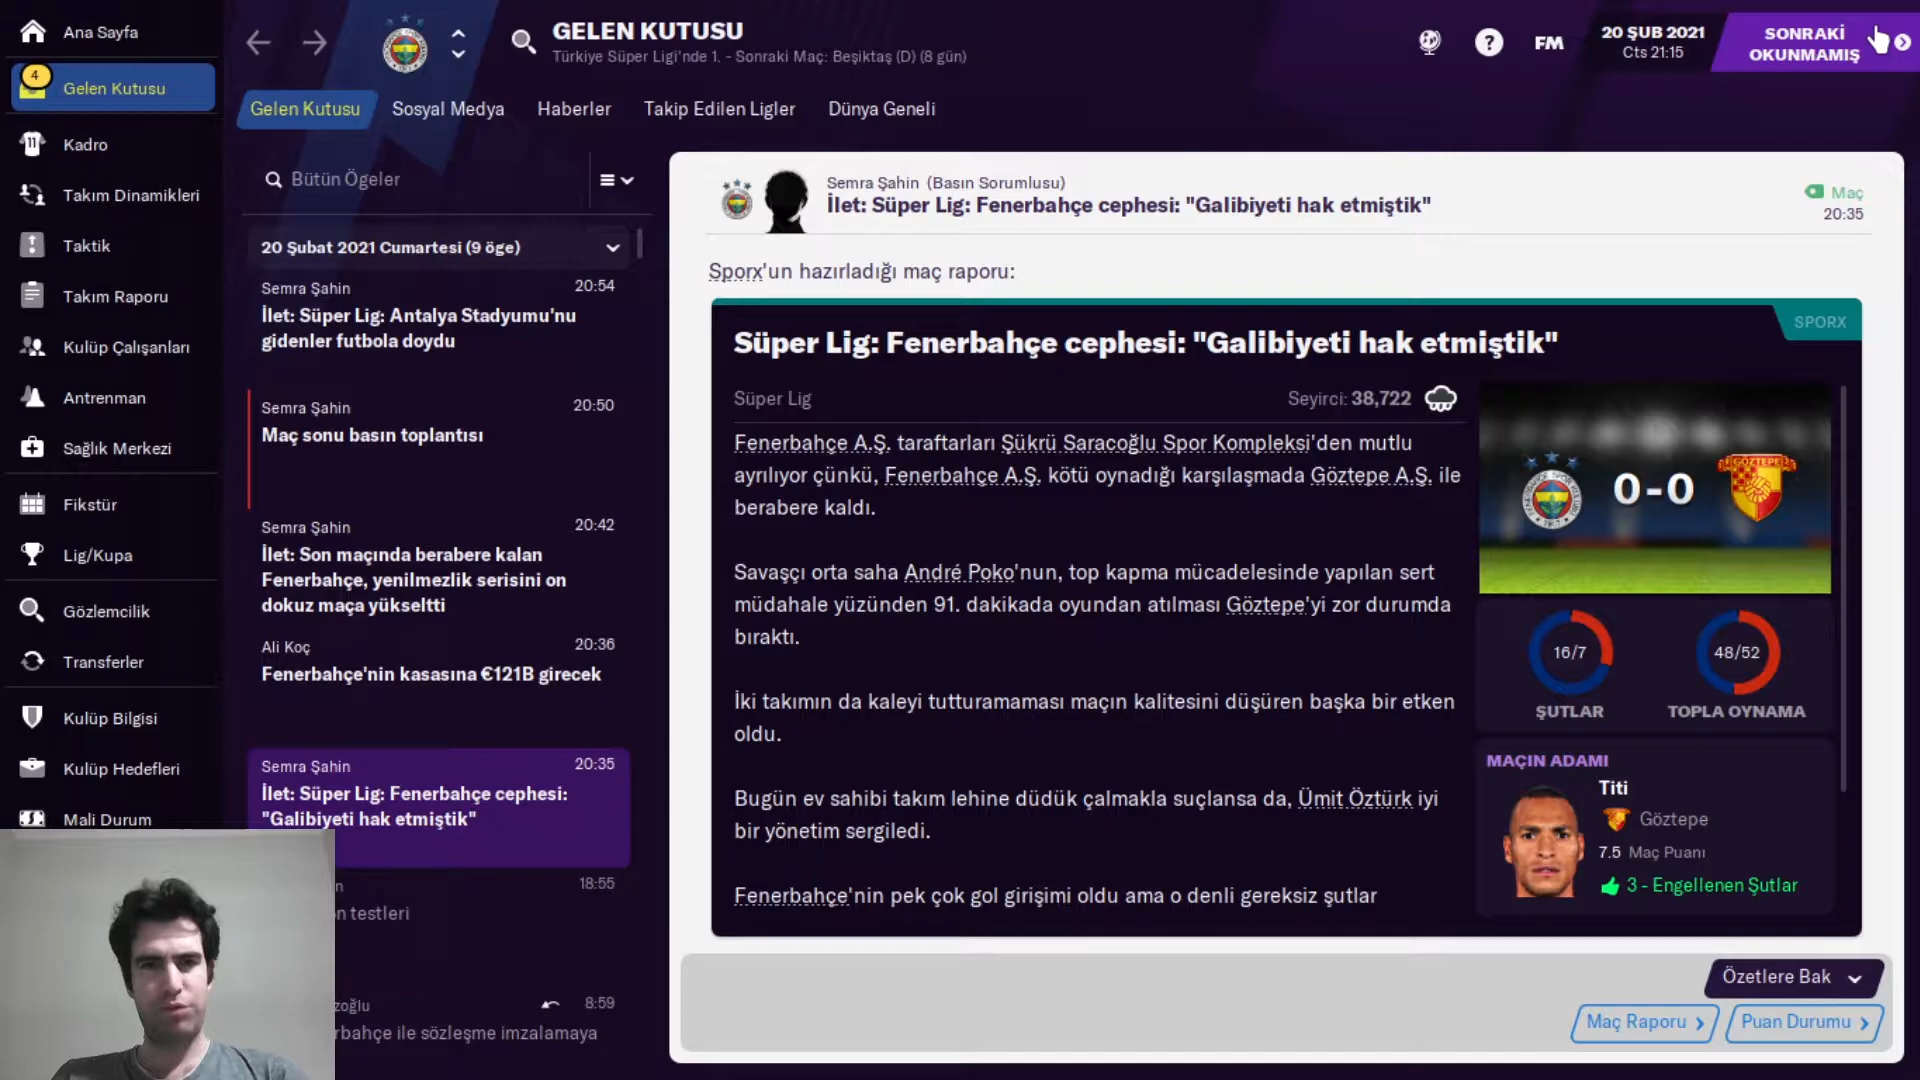 Ana Sayfa
4
Gelen Kutusu
Kadro
Takım Dinamikleri
Taktik
Takım Raporu
Kulüp Çalışanları
Antrenman
Sağlık Merkezi
Fikstür
Lig/Kupa
Gözlemcilik
Transferler
Kulüp Bilgisi
Kulüp Hedefleri
Mali Durum
GELEN KUTUSU
Türkiye Süper Ligi'nde 1. - Sonraki Maç: Beşiktaş (D) (8 gün)
FM
20 ŞUB 2021
Cts 21:15
SONRAKİ
OKUNMAMIŞ
Gelen Kutusu Sosyal Medya Haberler Takip Edilen Ligler Dünya Geneli
Bütün Ögeler
20 Şubat 2021 Cumartesi (9 öge)
Semra Şahin 20:54
İlet: Süper Lig: Antalya Stadyumu'nu
gidenler futbola doydu
Semra Şahin 20:50
Maç sonu basın toplantısı
Semra Şahin 20:42
İlet: Son maçında berabere kalan
Fenerbahçe, yenilmezlik serisini on
dokuz maça yükseltti
Ali Koç 20:36
Fenerbahçe'nin kasasına €121B girecek
Semra Şahin 20:35
İlet: Süper Lig: Fenerbahçe cephesi:
"Galibiyeti hak etmiştik"
n 18:55
n testleri
zoğlu 8:59
rbahçe ile sözleşme imzalamaya
Semra Şahin (Basın Sorumlusu)
İlet: Süper Lig: Fenerbahçe cephesi: "Galibiyeti hak etmiştik"
Maç
20:35
Sporx'un hazırladığı maç raporu:
SPORX
Süper Lig: Fenerbahçe cephesi: "Galibiyeti hak etmiştik"
Süper Lig Seyirci: 38,722
Fenerbahçe A.Ş. taraftarları Şükrü Saracoğlu Spor Kompleksi'den mutlu
ayrılıyor çünkü, Fenerbahçe A.Ş. kötü oynadığı karşılaşmada Göztepe A.Ş. ile
berabere kaldı.
Savaşçı orta saha André Poko'nun, top kapma mücadelesinde yapılan sert
müdahale yüzünden 91. dakikada oyundan atılması Göztepe'yi zor durumda
bıraktı.
İki takımın da kaleyi tutturamaması maçın kalitesini düşüren başka bir etken
oldu.
Bugün ev sahibi takım lehine düdük çalmakla suçlansa da, Ümit Öztürk iyi
bir yönetim sergiledi.
Fenerbahçe'nin pek çok gol girişimi oldu ama o denli gereksiz şutlar
0-0
GÖZTEPE
16/7
ŞUTLAR
48/52
TOPLA OYNAMA
MAÇIN ADAMI
Titi
Göztepe
7.5 Maç Puanı
3 - Engellenen Şutlar
Özetlere Bak
Maç Raporu
Puan Durumu